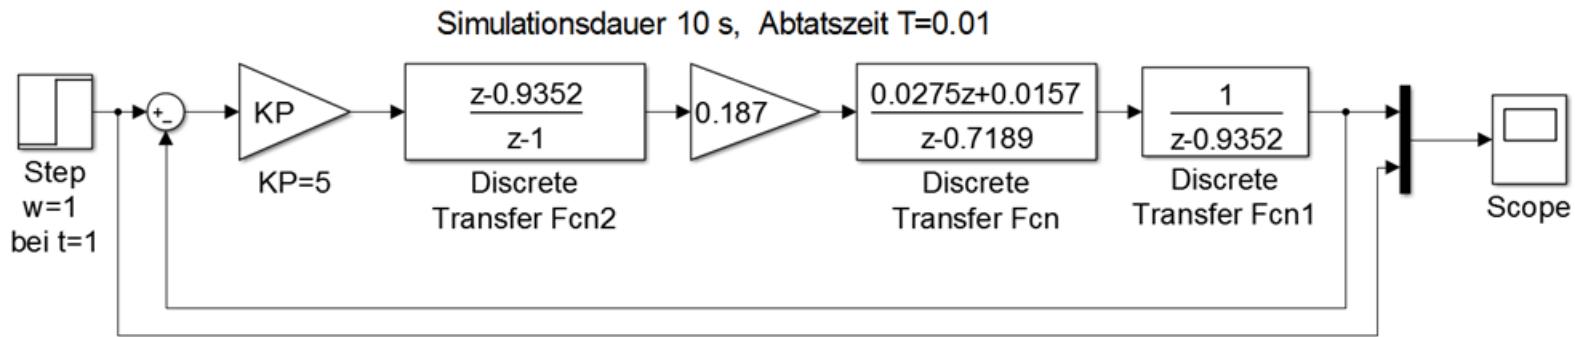 Simulationsdauer 10 s,  Abtatszeit T=0.01
Step
w=1
bei t=1
+
−
KP
KP=5
z-0.9352
z-1
Discrete
Transfer Fcn2
0.187
0.0275z+0.0157
z-0.7189
Discrete
Transfer Fcn
1
z-0.9352
Discrete
Transfer Fcn1
Scope